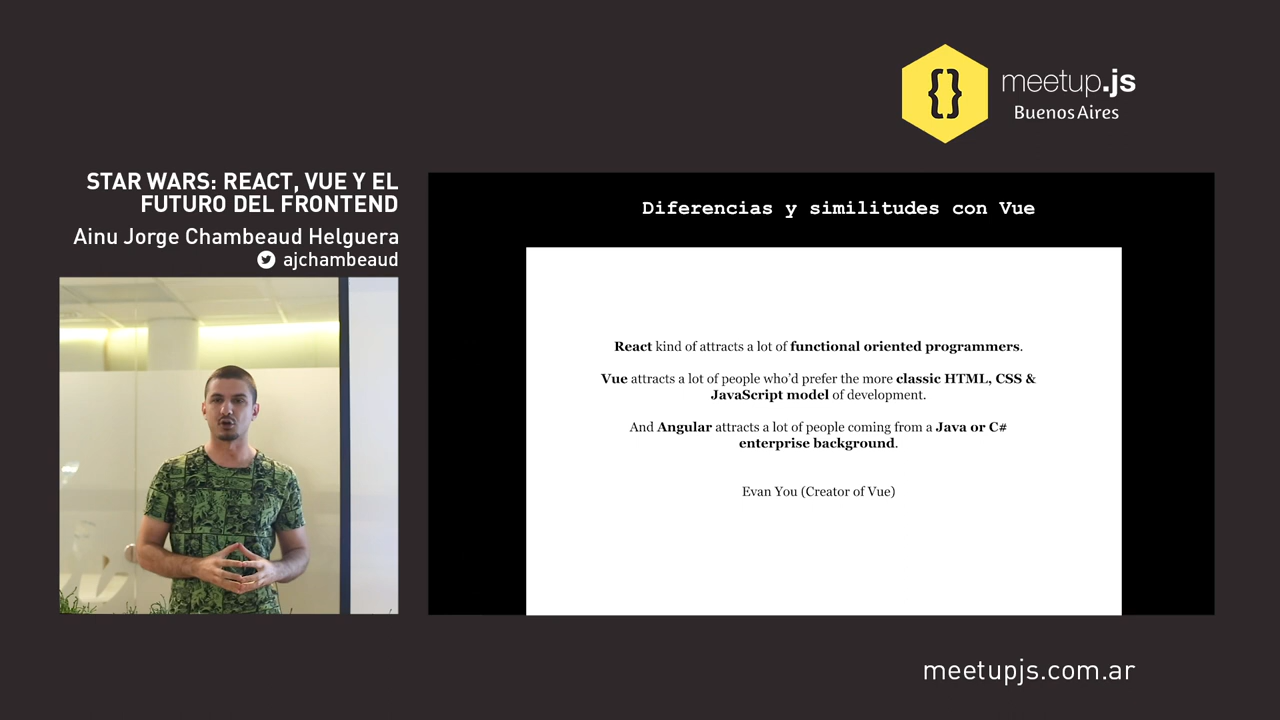 {}
meetup.js
Buenos Aires
STAR WARS: REACT, VUE Y EL
FUTURO DEL FRONTEND
Ainu Jorge Chambeaud Helguera
ajchambeaud
Diferencias y similitudes con Vue
React kind of attracts a lot of functional oriented programmers.
Vue attracts a lot of people who'd prefer the more classic HTML, CSS &
JavaScript model of development.
And Angular attracts a lot of people coming from a Java or C#
enterprise background.
Evan You (Creator of Vue)
meetupjs.com.ar